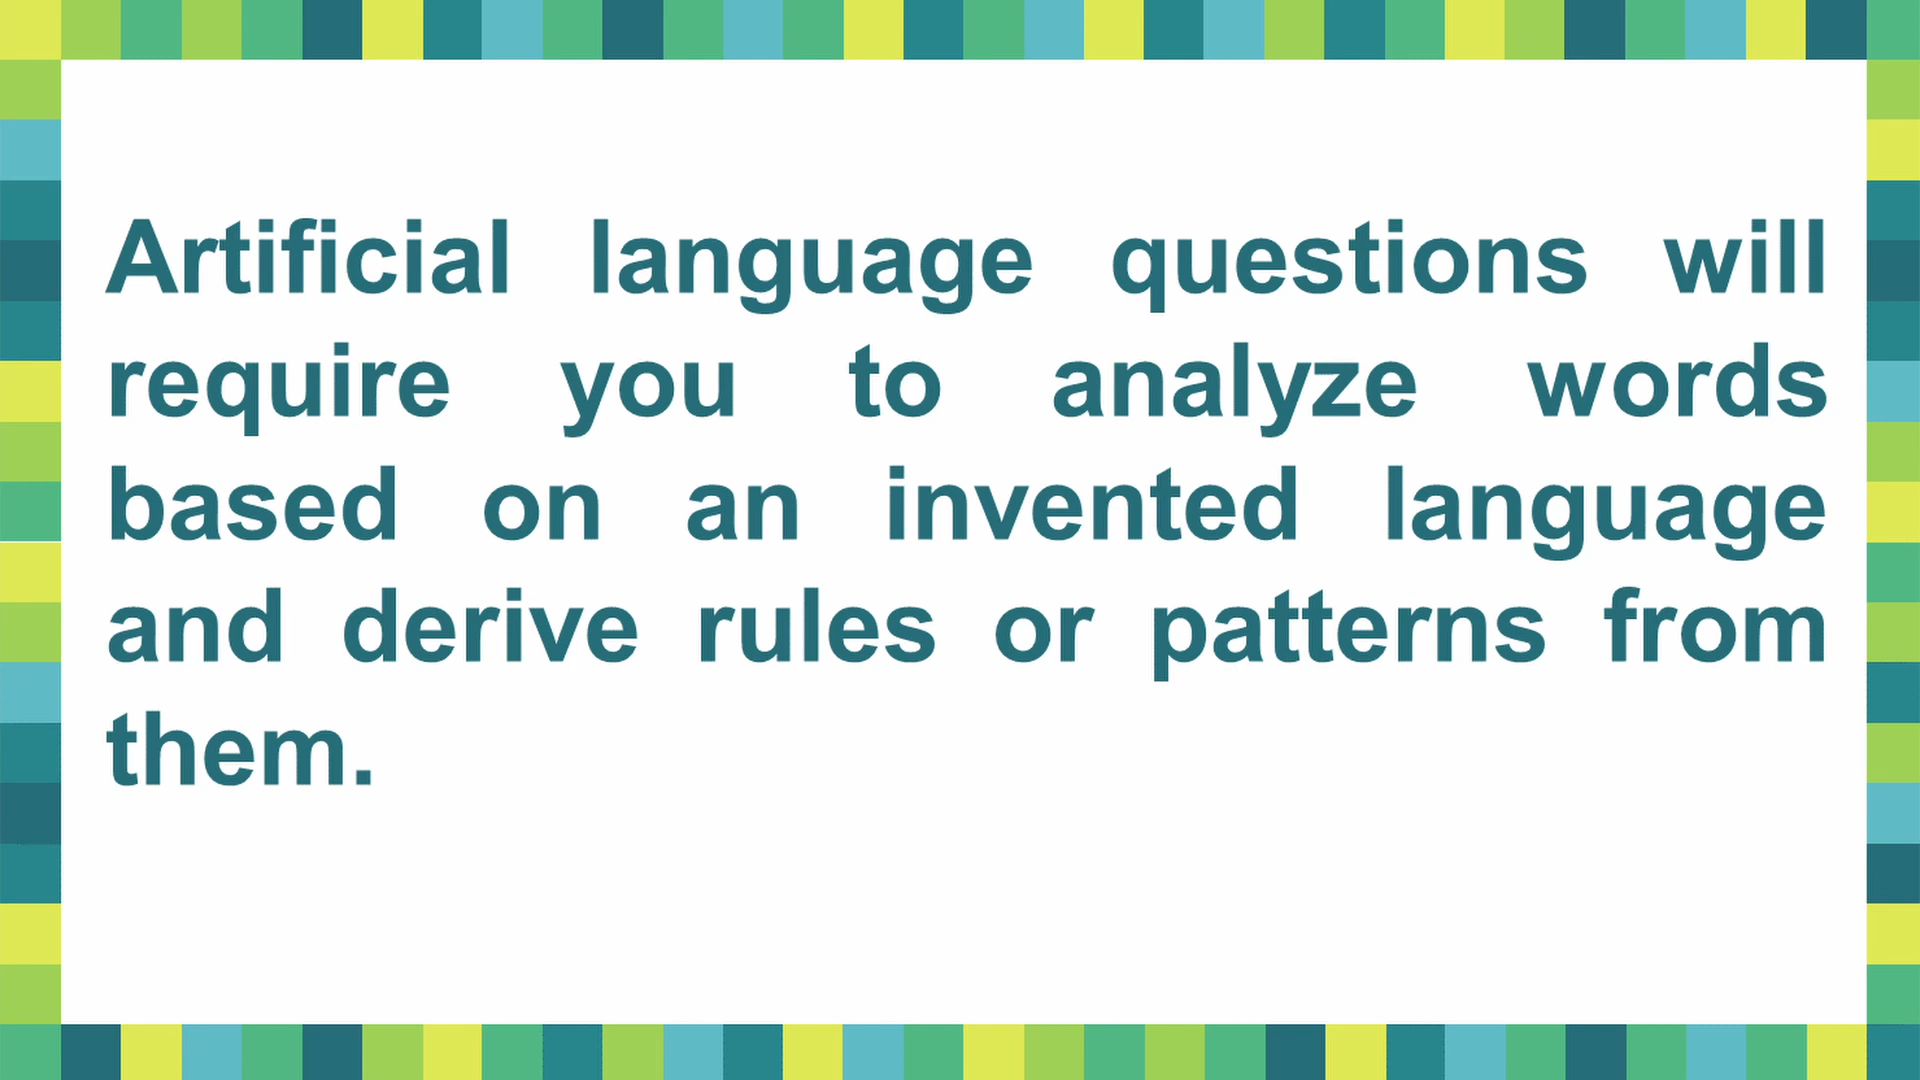 Artificial language questions will
require you to analyze words
based on an invented language
and derive rules or patterns from
them.